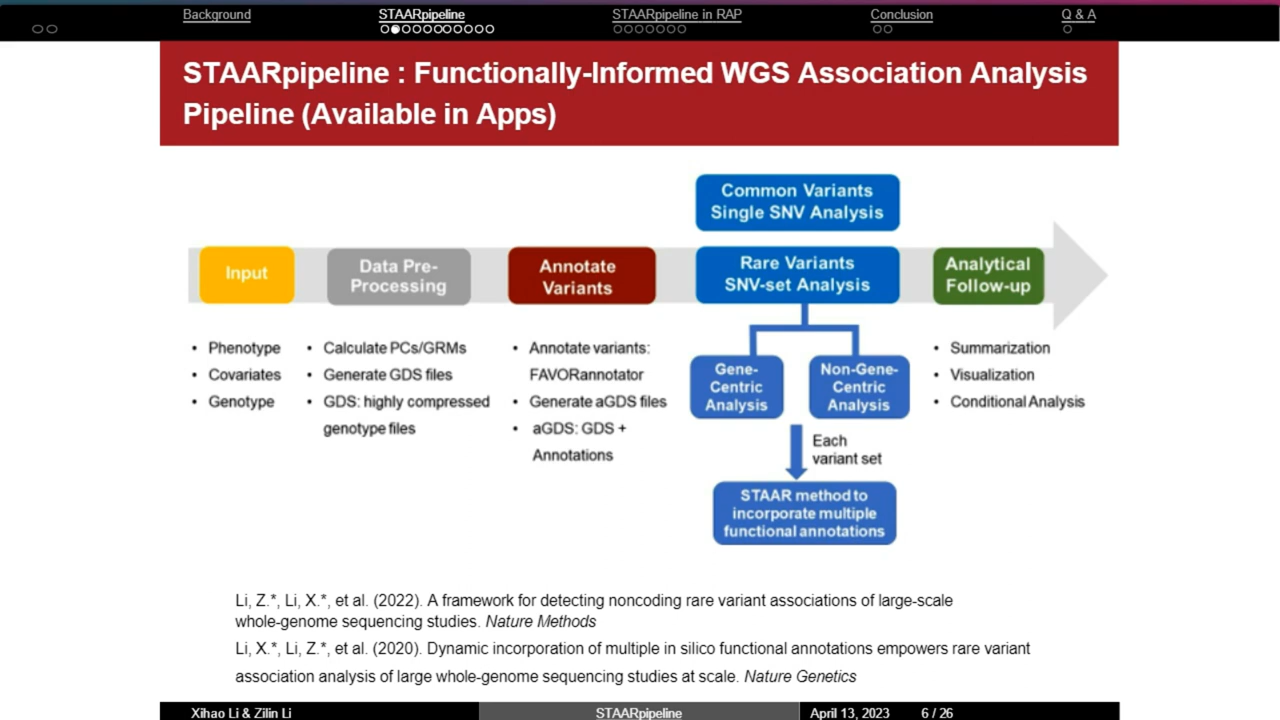 Background
STAARpipeline
STAARpipeline in RAP
Conclusion
Q & A
STAARpipeline : Functionally-Informed WGS Association Analysis
Pipeline (Available in Apps)
Common Variants
Single SNV Analysis
Input
Data Pre-
Processing
Annotate
Variants
Rare Variants
SNV-set Analysis
Analytical
Follow-up
• Phenotype
• Covariates
• Genotype
• Calculate PCs/GRMs
• Generate GDS files
• GDS: highly compressed
genotype files
• Annotate variants:
FAVORannotator
• Generate aGDS files
• aGDS: GDS +
Annotations
Gene-
Centric
Analysis
Non-Gene-
Centric
Analysis
Each
variant set
STAAR method to
incorporate multiple
functional annotations
• Summarization
• Visualization
• Conditional Analysis
Li, Z.*, Li, X.*, et al. (2022). A framework for detecting noncoding rare variant associations of large-scale
whole-genome sequencing studies. Nature Methods
Li, X.*, Li, Z.*, et al. (2020). Dynamic incorporation of multiple in silico functional annotations empowers rare variant
association analysis of large whole-genome sequencing studies at scale. Nature Genetics
Xihao Li & Zilin Li
STAARpipeline
April 13, 2023
6 / 26